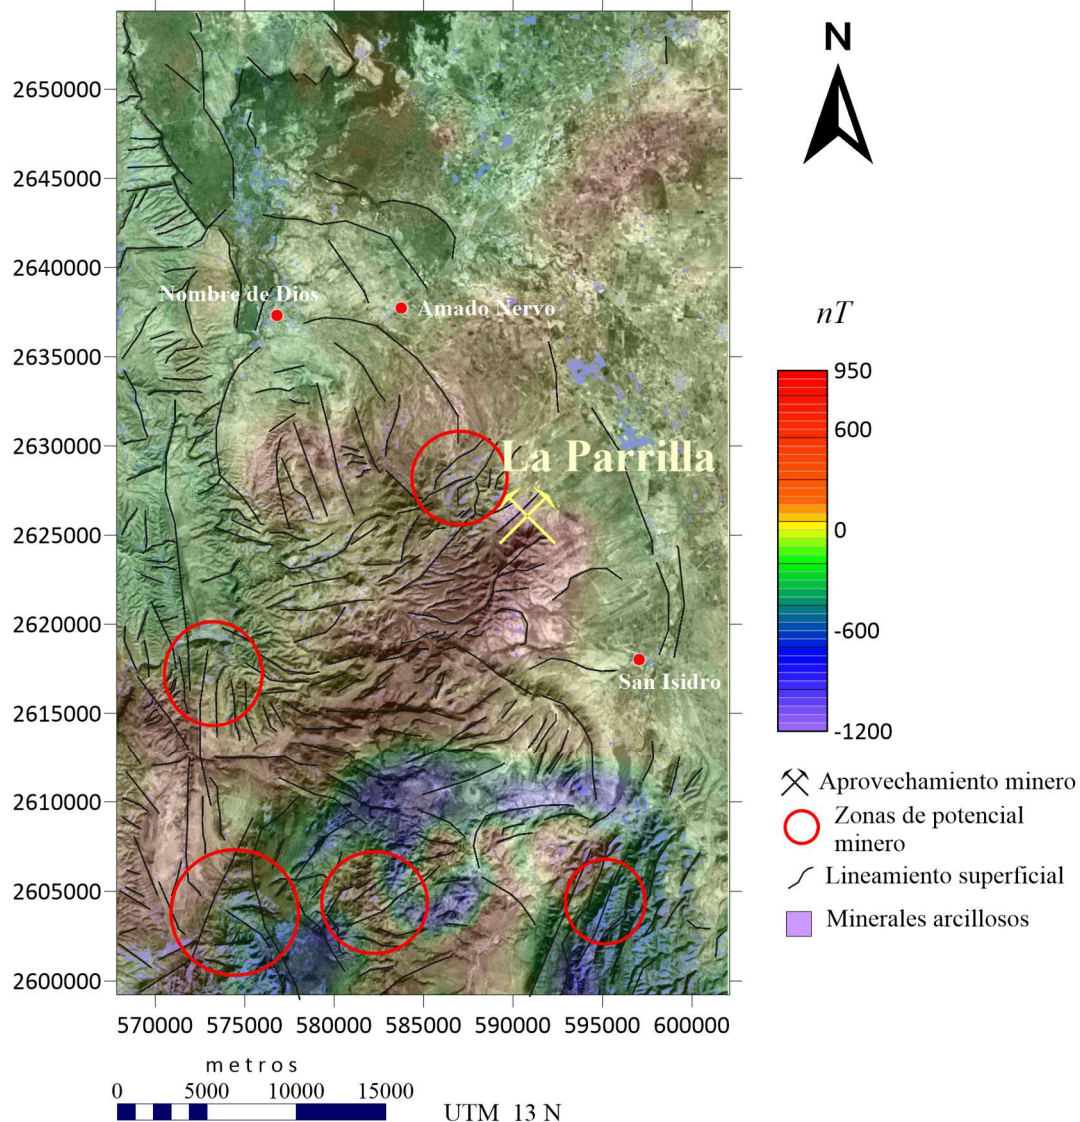 N
2650000
2645000
2640000
2635000
2630000
2625000
2620000
2615000
2610000
2605000
2600000
Nombre de Dios
Amado Nervo
La Parrilla
San Isidro
nT
950
600
0
-600
-1200
Aprovechamiento minero
Zonas de potencial
minero
Lineamiento superficial
Minerales arcillosos
570000 575000 580000 585000 590000 595000 600000
metros
0 5000 10000 15000
UTM 13 N